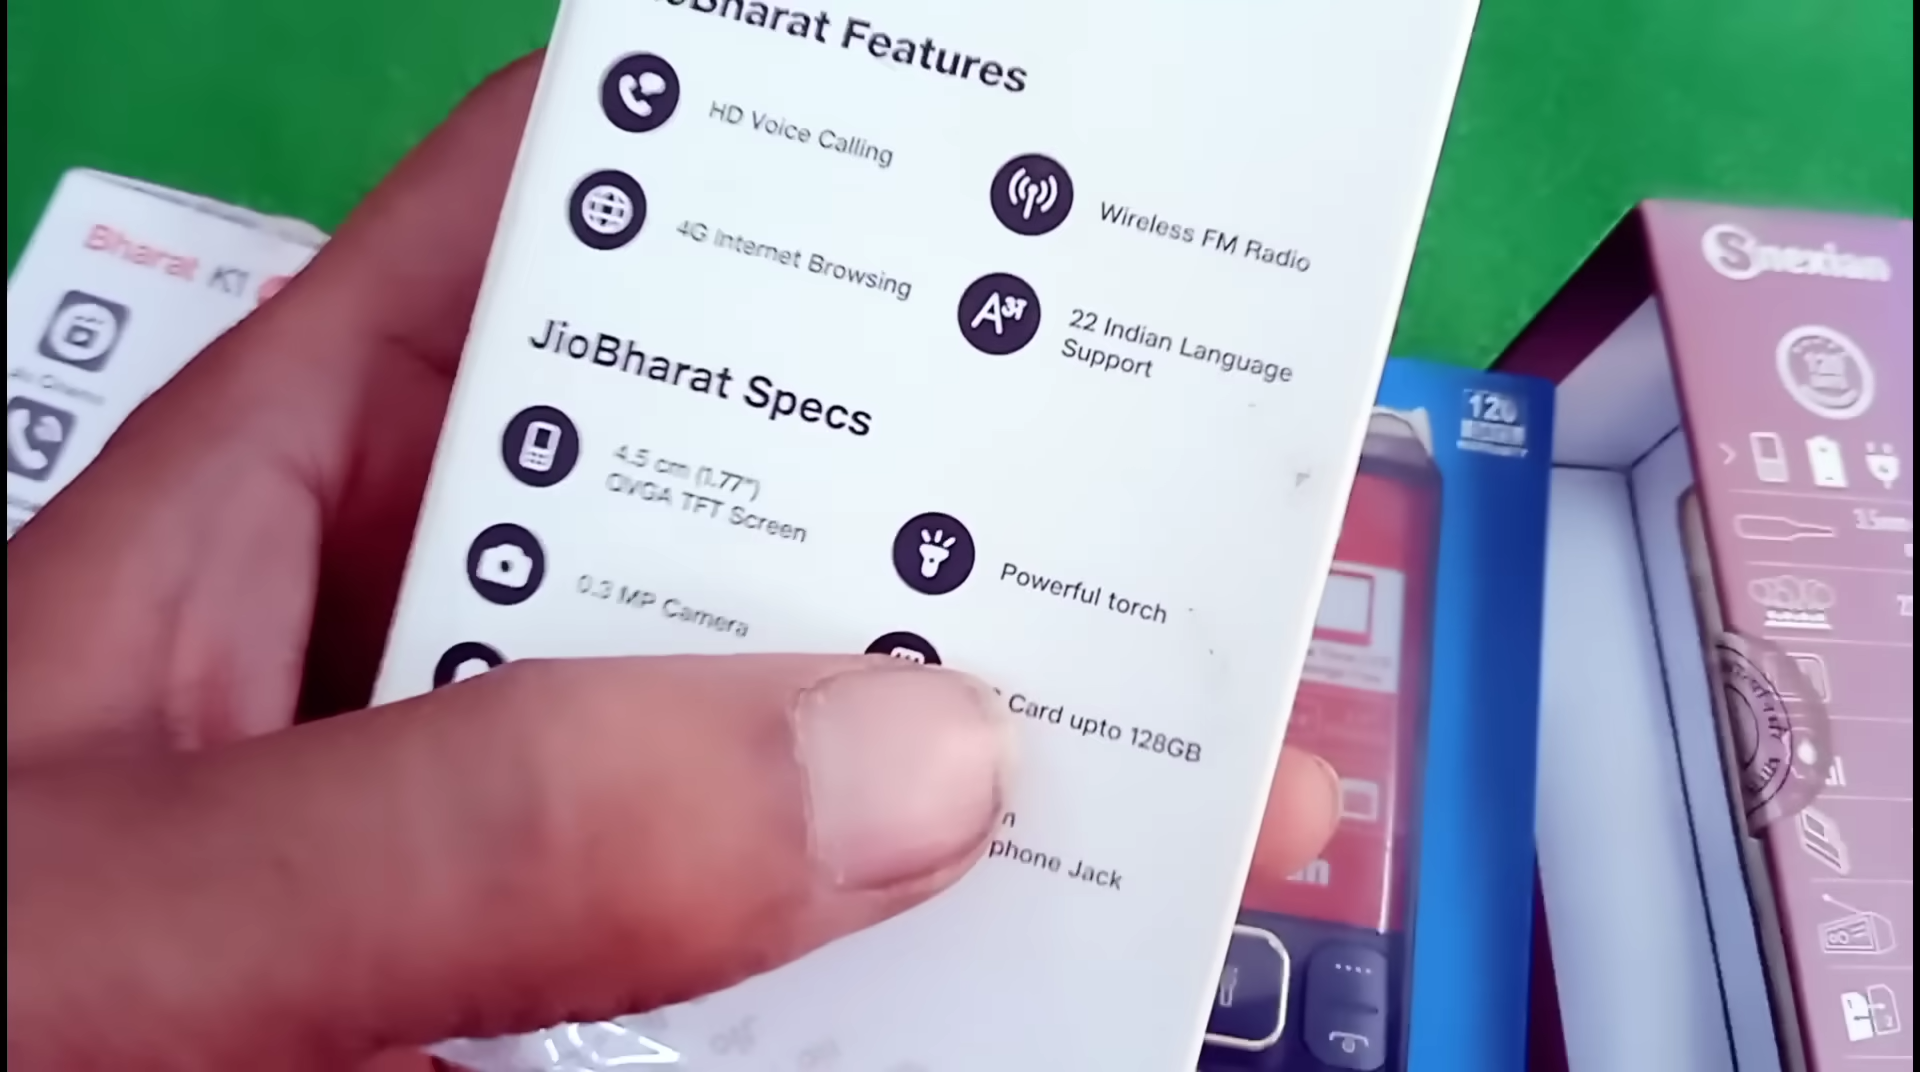 Bharat Features
HD Voice Calling
Wireless FM Radio
4G Internet Browsing
22 Indian Language
Support
JioBharat Specs
4.5 cm (1.77")
QVGA TFT Screen
Powerful torch
0.3 MP Camera
Card upto 128GB
n
phone Jack
Bharat K1
120
Snexian